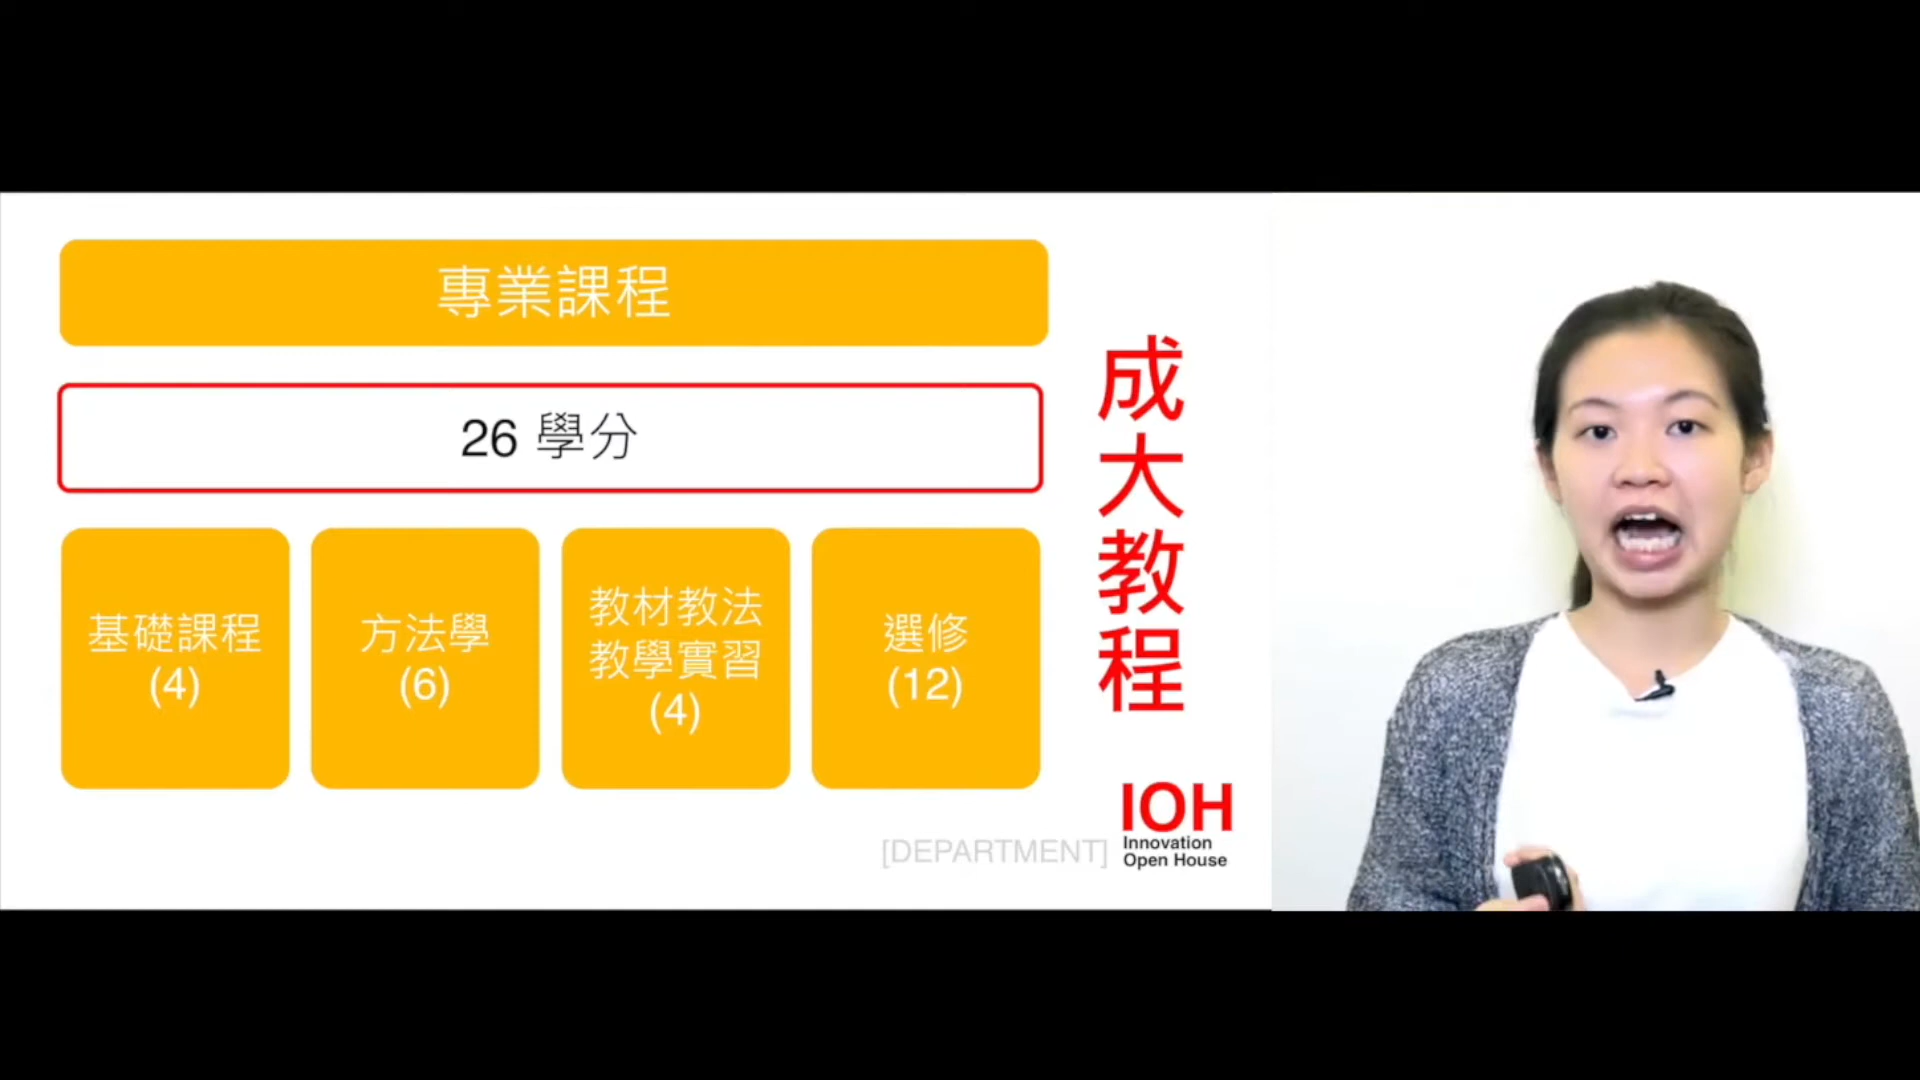 專業課程
26 學分
基礎課程
(4)
方法學
(6)
教材教法
教學實習
(4)
選修
(12)
成大教程
[DEPARTMENT]
IOH
Innovation
Open House